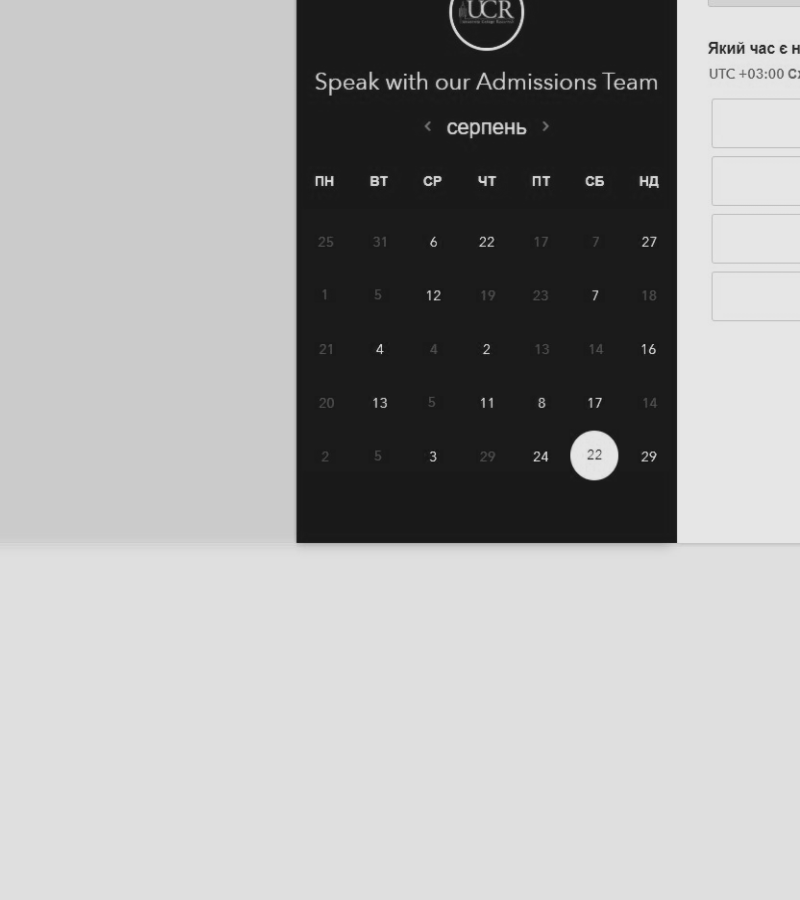 UCR
Speak with our Admissions Team
‹ серпень ›
ПН ВТ СР ЧТ ПТ СБ НД
25 31 6 22 17 7 27
1 5 12 19 23 7 18
21 4 4 2 13 14 16
20 13 5 11 8 17 14
2 5 3 29 24 22 29
Який час є н
UTC +03:00 Сх